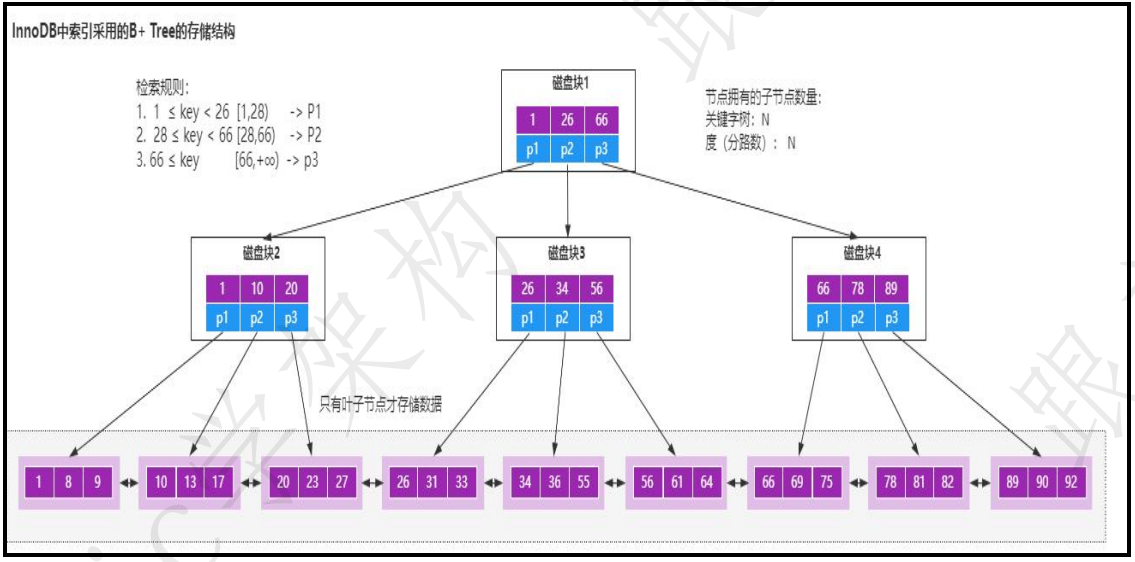 InnoDB中索引采用的B+ Tree的存储结构
检索规则：
1. 1 ≤ key < 26 [1,28) -> P1
2. 28 ≤ key < 66 [28,66) -> P2
3. 66 ≤ key [66,+∞) -> p3
磁盘块1
1 26 66
p1 p2 p3
节点拥有的子节点数量：
关键字树：N
度（分路数）： N
磁盘块2
1 10 20
p1 p2 p3
磁盘块3
26 34 56
p1 p2 p3
磁盘块4
66 78 89
p1 p2 p3
只有叶子节点才存储数据
1 8 9 10 13 17 20 23 27 26 31 33 34 36 55 56 61 64 66 69 75 78 81 82 89 90 92
跟
学架构
跟
ic